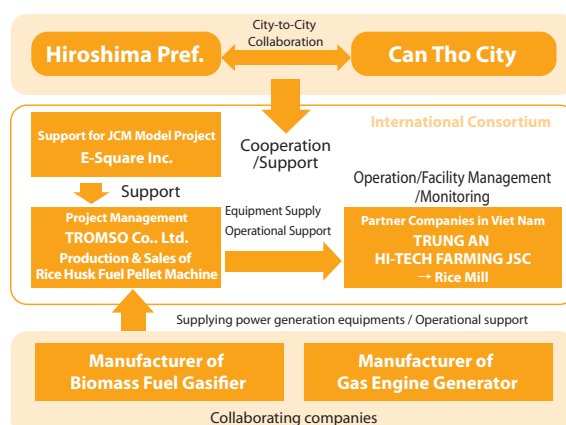 City-to-City
Collaboration
Hiroshima Pref.
Can Tho City
International Consortium
Cooperation
/Support
Support for JCM Model Project
E-Square Inc.
Support
Operation/Facility Management
/Monitoring
Project Management
TROMSO Co.. Ltd.
Production & Sales of
Rice Husk Fuel Pellet Machine
Equipment Supply
Operational Support
Partner Companies in Viet Nam
TRUNG AN
HI-TECH FARMING JSC
→ Rice Mill
Supplying power generation equipments / Operational support
Manufacturer of
Biomass Fuel Gasifier
Manufacturer of
Gas Engine Generator
Collaborating companies